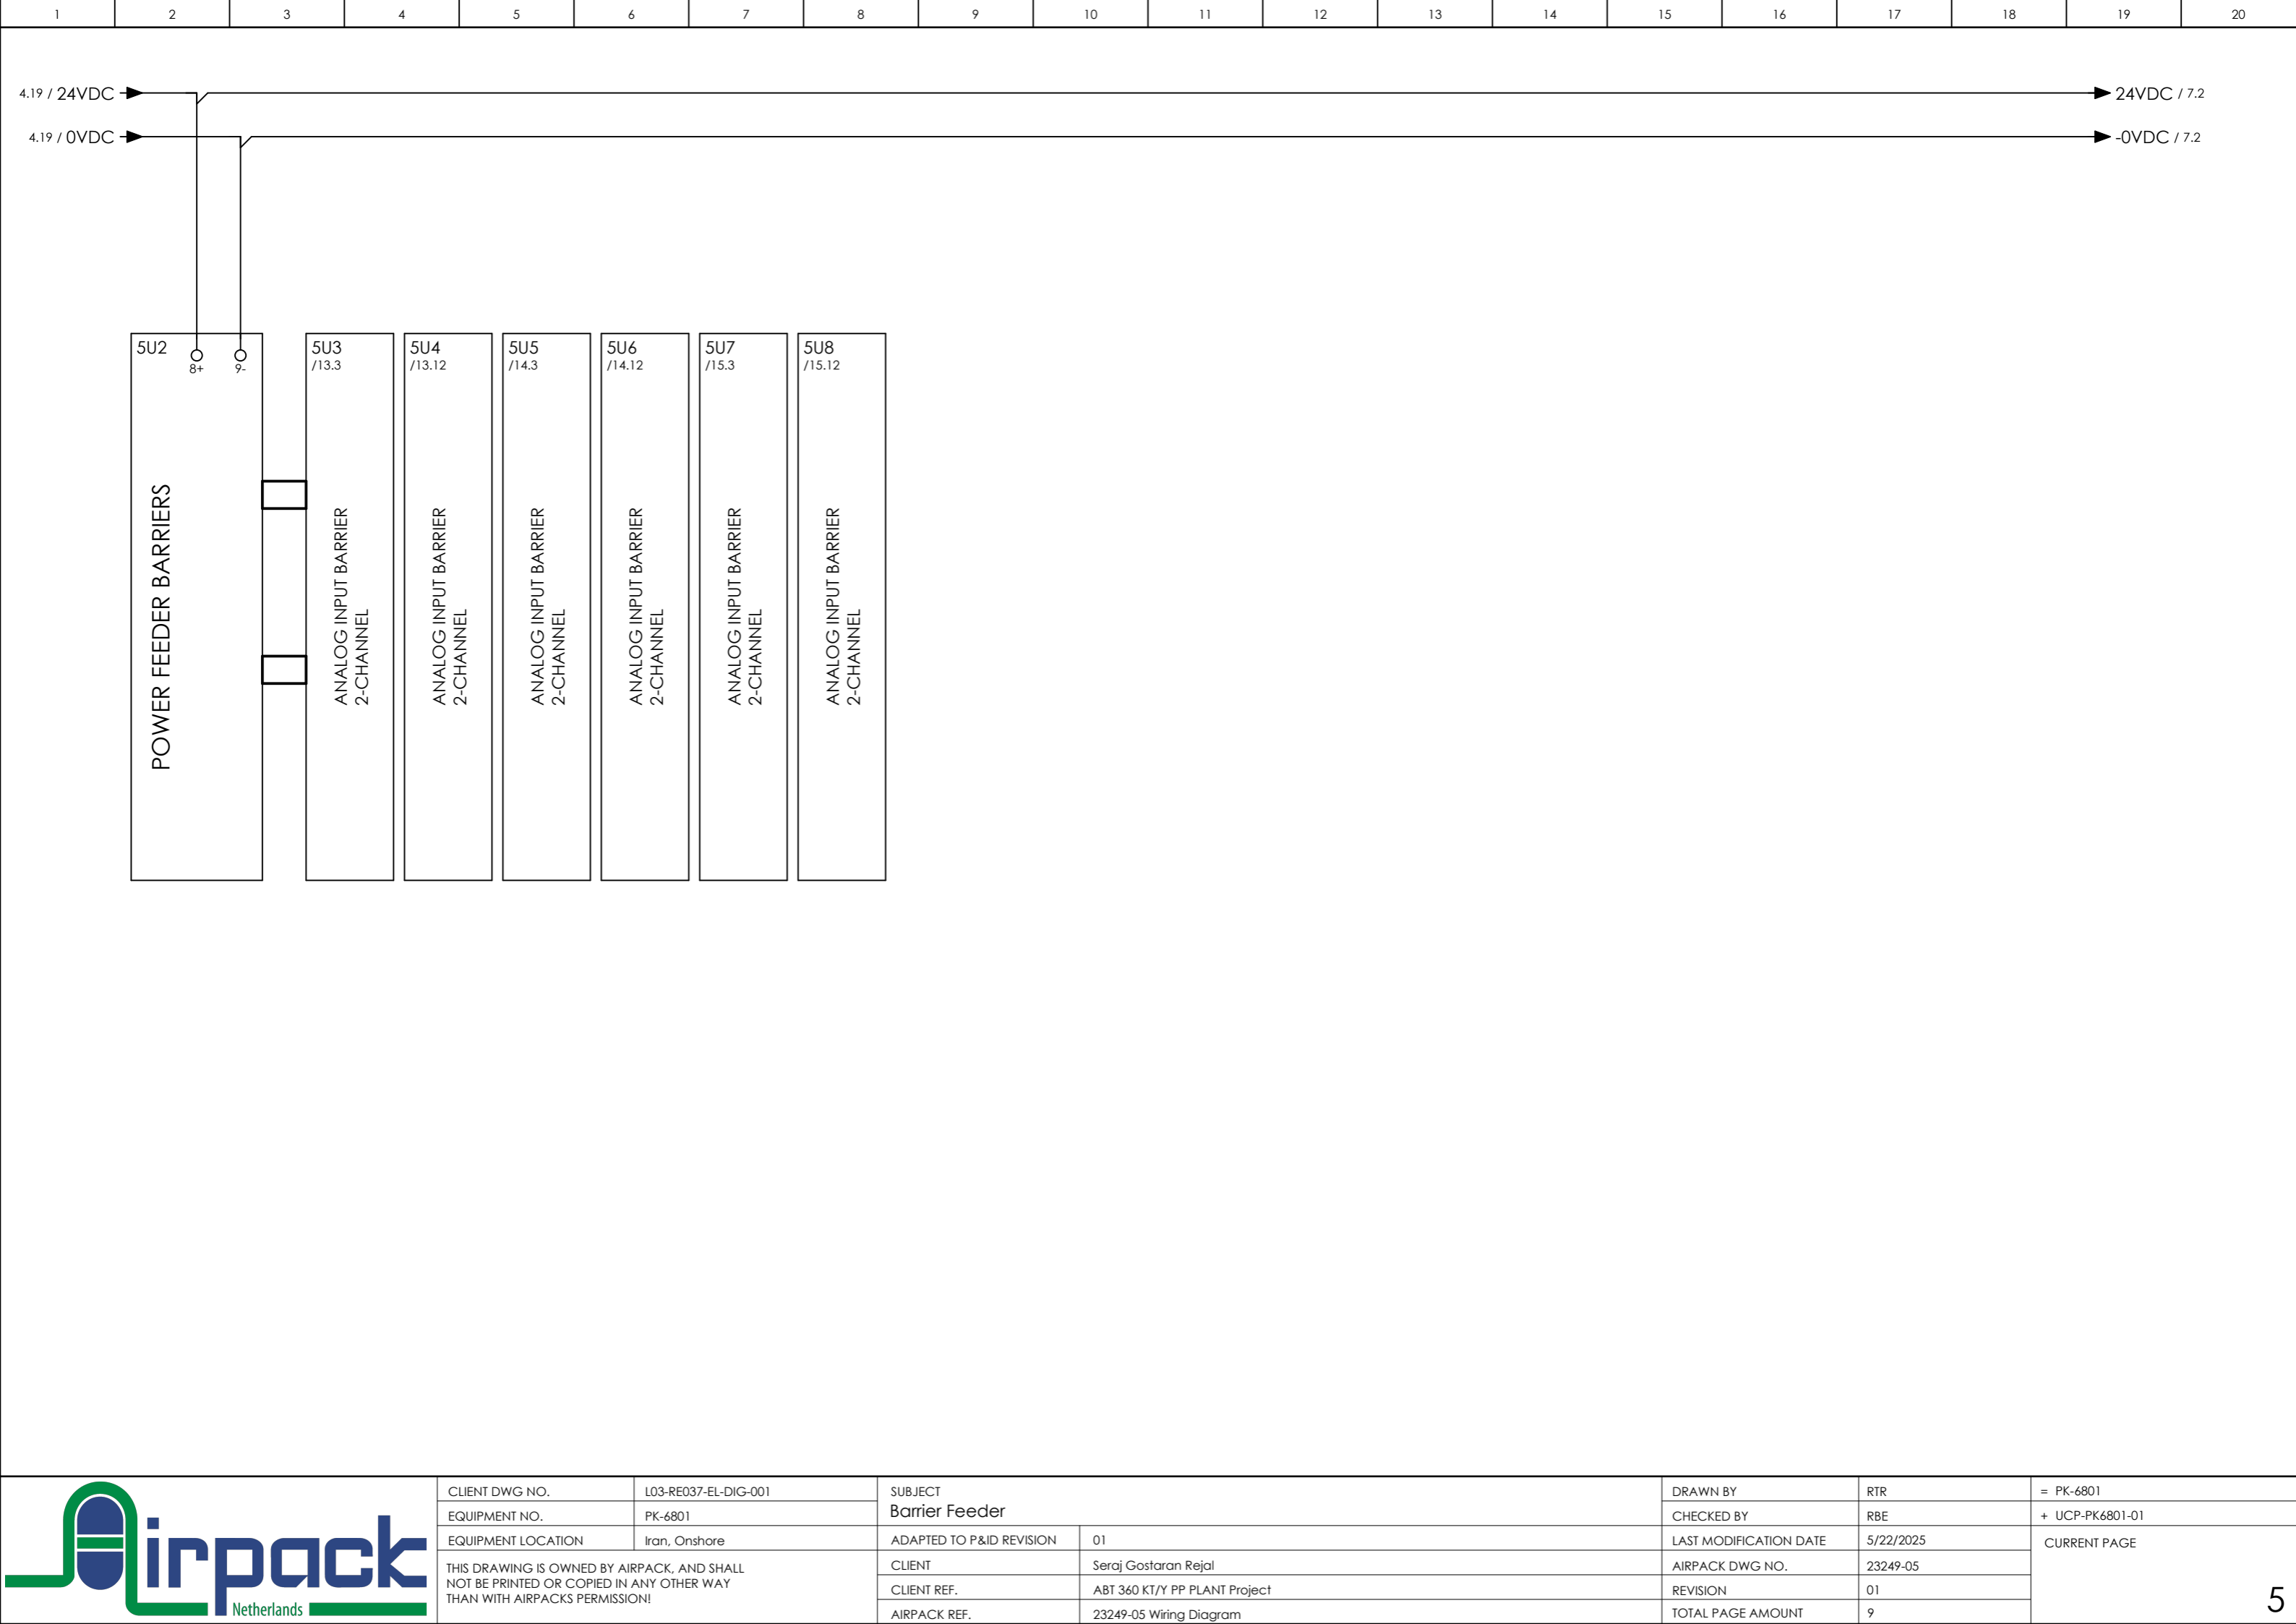 1 2 3 4 5 6 7 8 9 10 11 12 13 14 15 16 17 18 19 20
4.19 / 24VDC
24VDC / 7.2
4.19 / 0VDC
-0VDC / 7.2
5U2
8+
9-
POWER FEEDER BARRIERS
5U3
/13.3
ANALOG INPUT BARRIER
2-CHANNEL
5U4
/13.12
ANALOG INPUT BARRIER
2-CHANNEL
5U5
/14.3
ANALOG INPUT BARRIER
2-CHANNEL
5U6
/14.12
ANALOG INPUT BARRIER
2-CHANNEL
5U7
/15.3
ANALOG INPUT BARRIER
2-CHANNEL
5U8
/15.12
ANALOG INPUT BARRIER
2-CHANNEL
Airpack
Netherlands
CLIENT DWG NO. L03-RE037-EL-DIG-001
EQUIPMENT NO. PK-6801
EQUIPMENT LOCATION Iran, Onshore
THIS DRAWING IS OWNED BY AIRPACK, AND SHALL
NOT BE PRINTED OR COPIED IN ANY OTHER WAY
THAN WITH AIRPACKS PERMISSION!
SUBJECT
Barrier Feeder
ADAPTED TO P&ID REVISION 01
CLIENT Seraj Gostaran Rejal
CLIENT REF. ABT 360 KT/Y PP PLANT Project
AIRPACK REF. 23249-05 Wiring Diagram
DRAWN BY RTR
CHECKED BY RBE
LAST MODIFICATION DATE 5/22/2025
AIRPACK DWG NO. 23249-05
REVISION 01
TOTAL PAGE AMOUNT 9
= PK-6801
+ UCP-PK6801-01
CURRENT PAGE
5